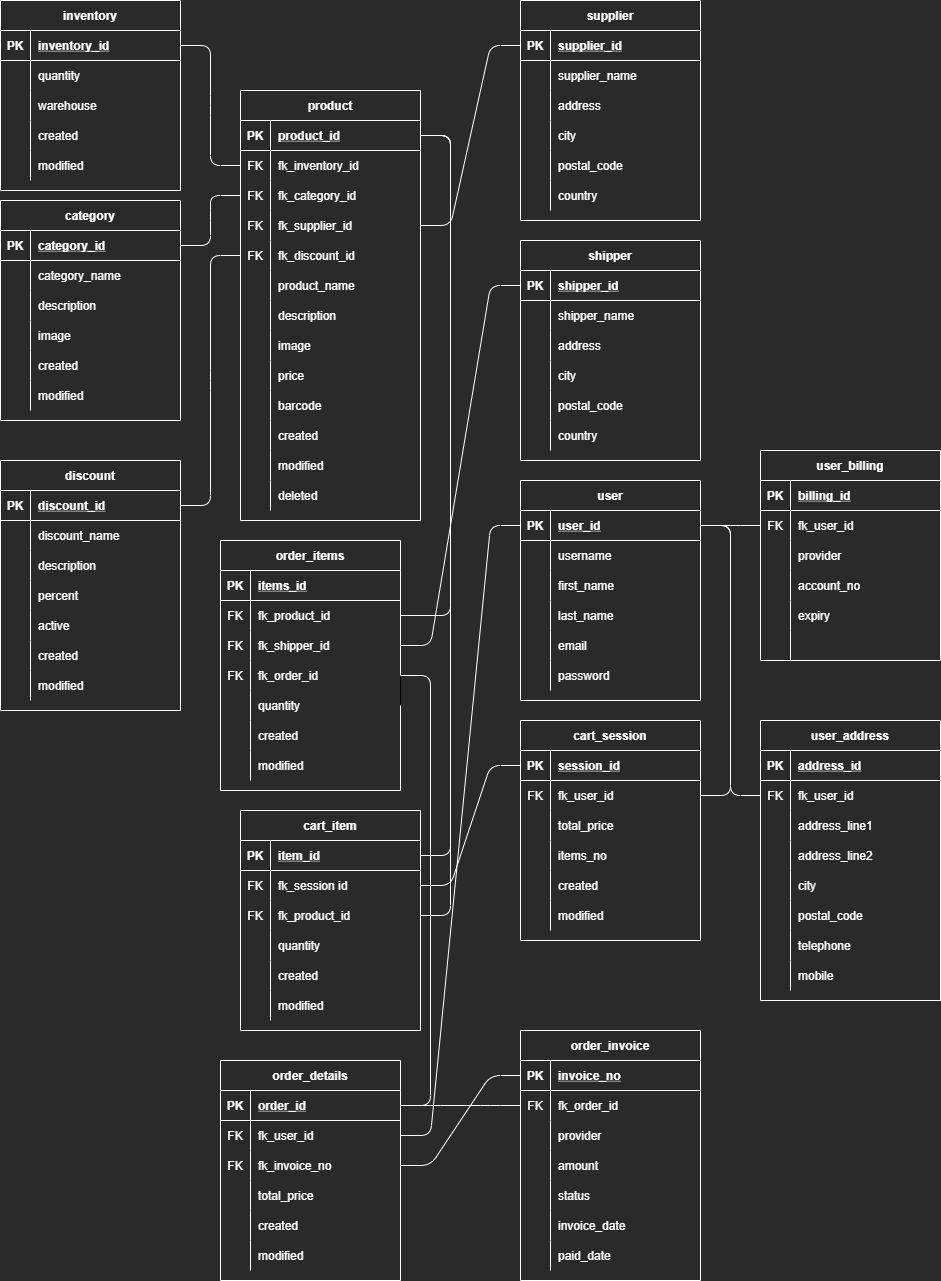 inventory
PK inventory_id
quantity
warehouse
created
modified
category
PK category_id
category_name
description
image
created
modified
discount
PK discount_id
discount_name
description
percent
active
created
modified
product
PK product_id
FK fk_inventory_id
FK fk_category_id
FK fk_supplier_id
FK fk_discount_id
product_name
description
image
price
barcode
created
modified
deleted
order_items
PK items_id
FK fk_product_id
FK fk_shipper_id
FK fk_order_id
quantity
created
modified
cart_item
PK item_id
FK fk_session id
FK fk_product_id
quantity
created
modified
order_details
PK order_id
FK fk_user_id
FK fk_invoice_no
total_price
created
modified
supplier
PK supplier_id
supplier_name
address
city
postal_code
country
shipper
PK shipper_id
shipper_name
address
city
postal_code
country
user
PK user_id
username
first_name
last_name
email
password
cart_session
PK session_id
FK fk_user_id
total_price
items_no
created
modified
order_invoice
PK invoice_no
FK fk_order_id
provider
amount
status
invoice_date
paid_date
user_billing
PK billing_id
FK fk_user_id
provider
account_no
expiry
user_address
PK address_id
FK fk_user_id
address_line1
address_line2
city
postal_code
telephone
mobile